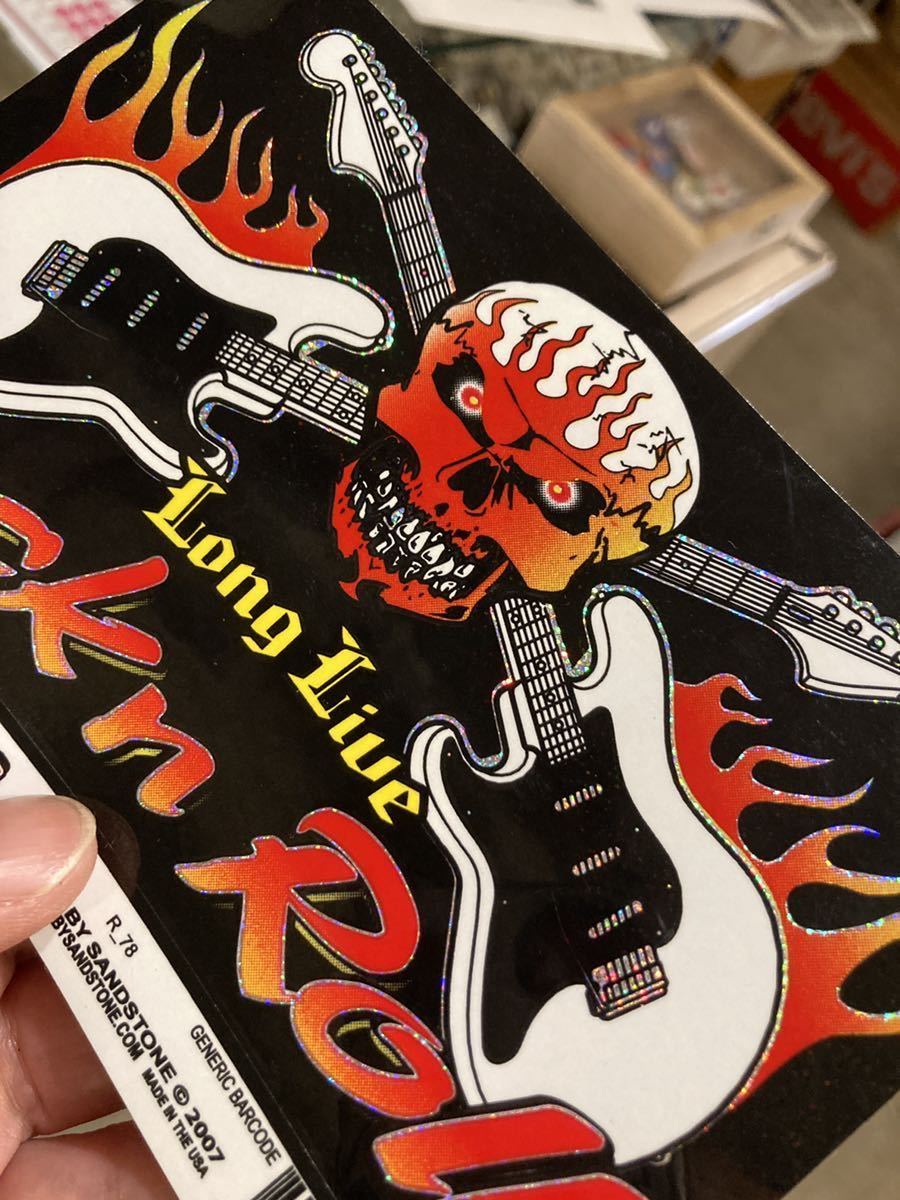 Long Live
Rol
ckn
R_78
BY SANDSTONE © 2007
BYSANDSTONE.COM MADE IN THE USA
GENERIC BARCODE